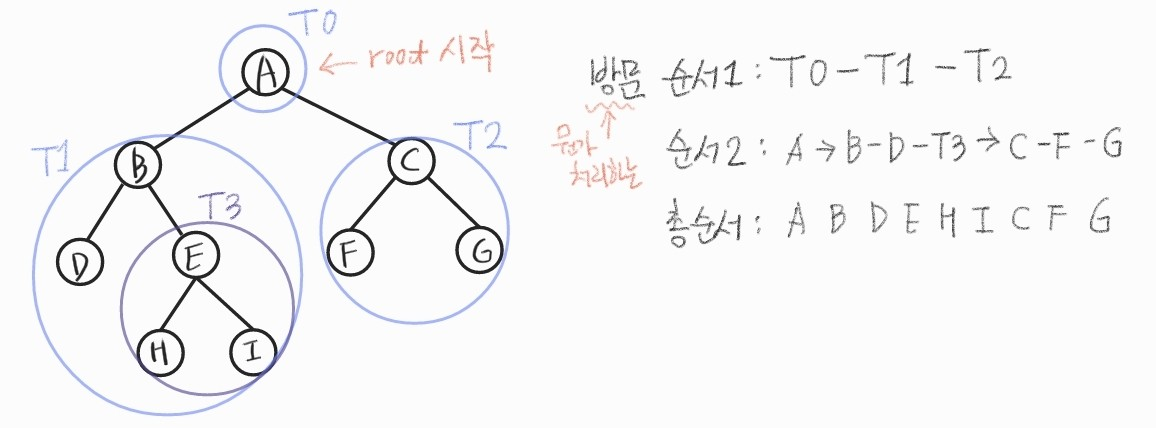 T0
A
← root 시작
T1
B
C
T2
T3
D
E
F
G
H
I
방문 순서1 : T0 - T1 - T2
뭔가
처리하는
순서2 : A → B - D - T3 → C - F - G
총순서 : A B D E H I C F G